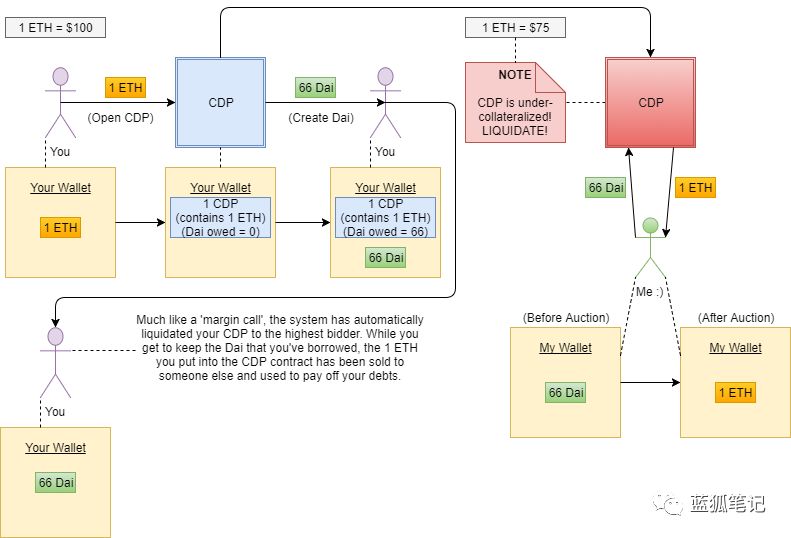 1 ETH = $100
1 ETH = $75
NOTE
CDP is under-
collateralized!
LIQUIDATE!
1 ETH
(Open CDP)
CDP
66 Dai
(Create Dai)
CDP
You
You
Your Wallet
1 ETH
Your Wallet
1 CDP
(contains 1 ETH)
(Dai owed = 0)
Your Wallet
1 CDP
(contains 1 ETH)
(Dai owed = 66)
66 Dai
66 Dai
1 ETH
Me :)
Much like a 'margin call', the system has automatically
liquidated your CDP to the highest bidder. While you
get to keep the Dai that you've borrowed, the 1 ETH
you put into the CDP contract has been sold to
someone else and used to pay off your debts.
(Before Auction)
(After Auction)
My Wallet
66 Dai
My Wallet
1 ETH
You
Your Wallet
66 Dai
蓝狐笔记